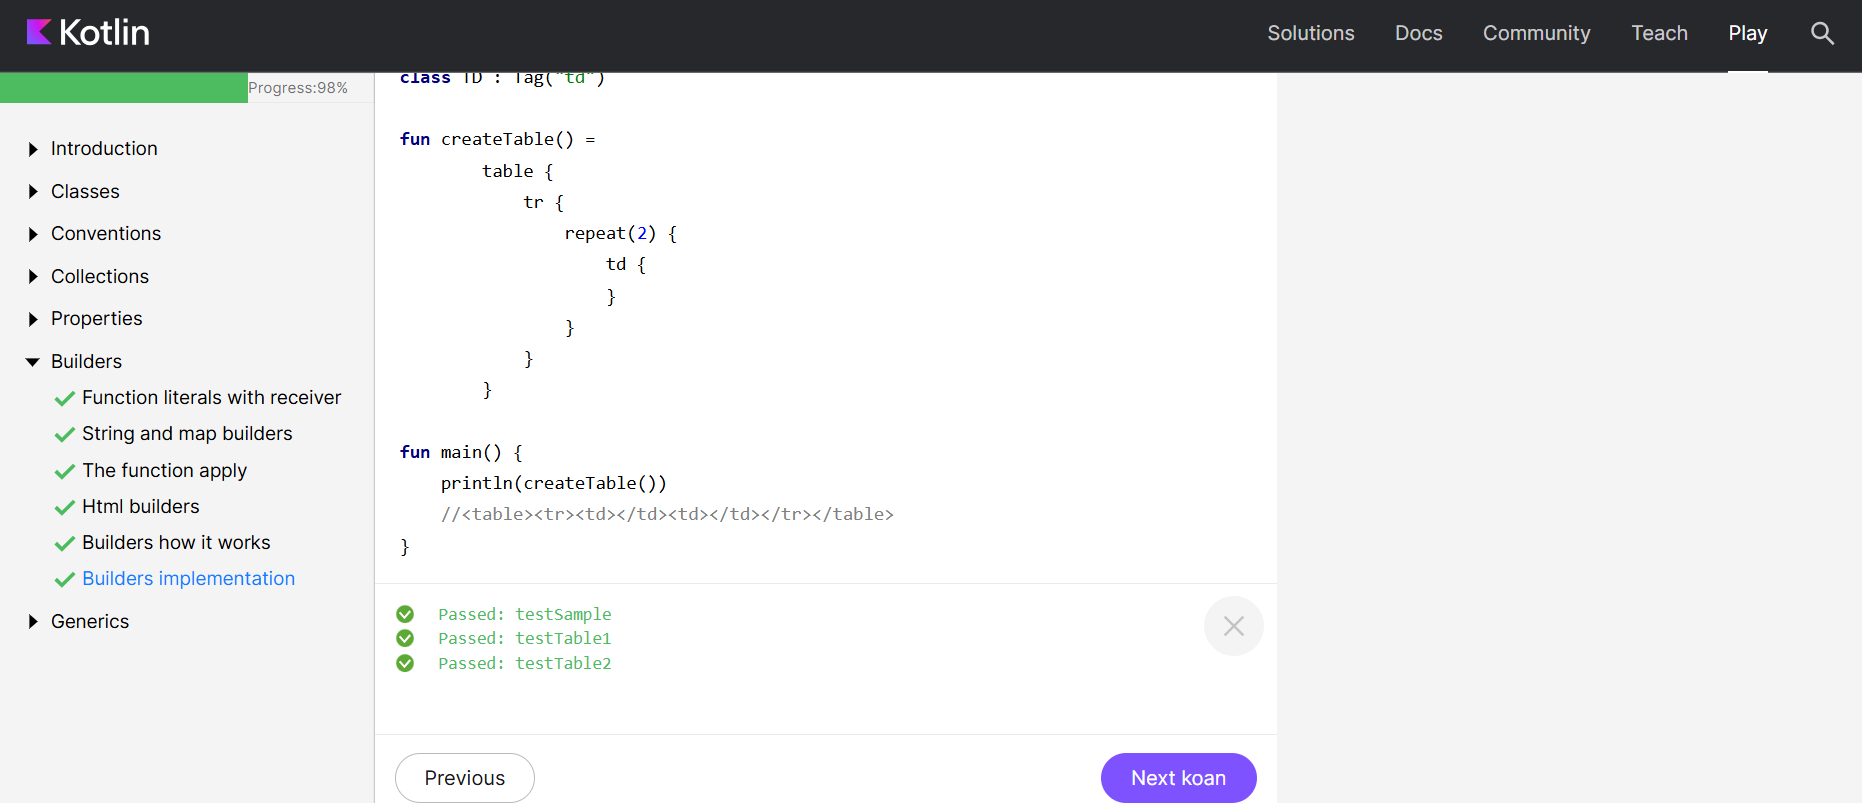 Kotlin
Solutions Docs Community Teach Play
Progress:98%
Introduction
Classes
Conventions
Collections
Properties
Builders
Function literals with receiver
String and map builders
The function apply
Html builders
Builders how it works
Builders implementation
Generics
class TD : Tag("td")
fun createTable() =
table {
tr {
repeat(2) {
td {
}
}
}
}
fun main() {
println(createTable())
//<table><tr><td></td><td></td></tr></table>
}
Passed: testSample
Passed: testTable1
Passed: testTable2
Previous
Next koan